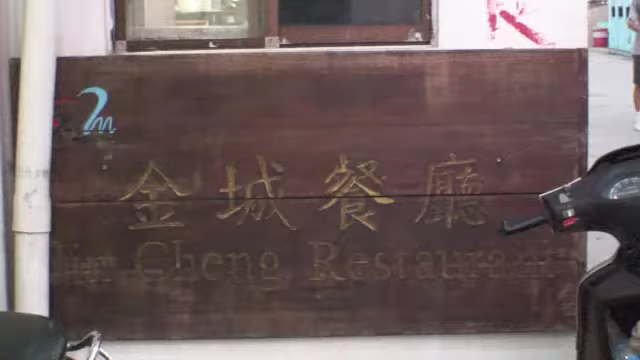 金城餐廳
Jin Cheng Restaurant